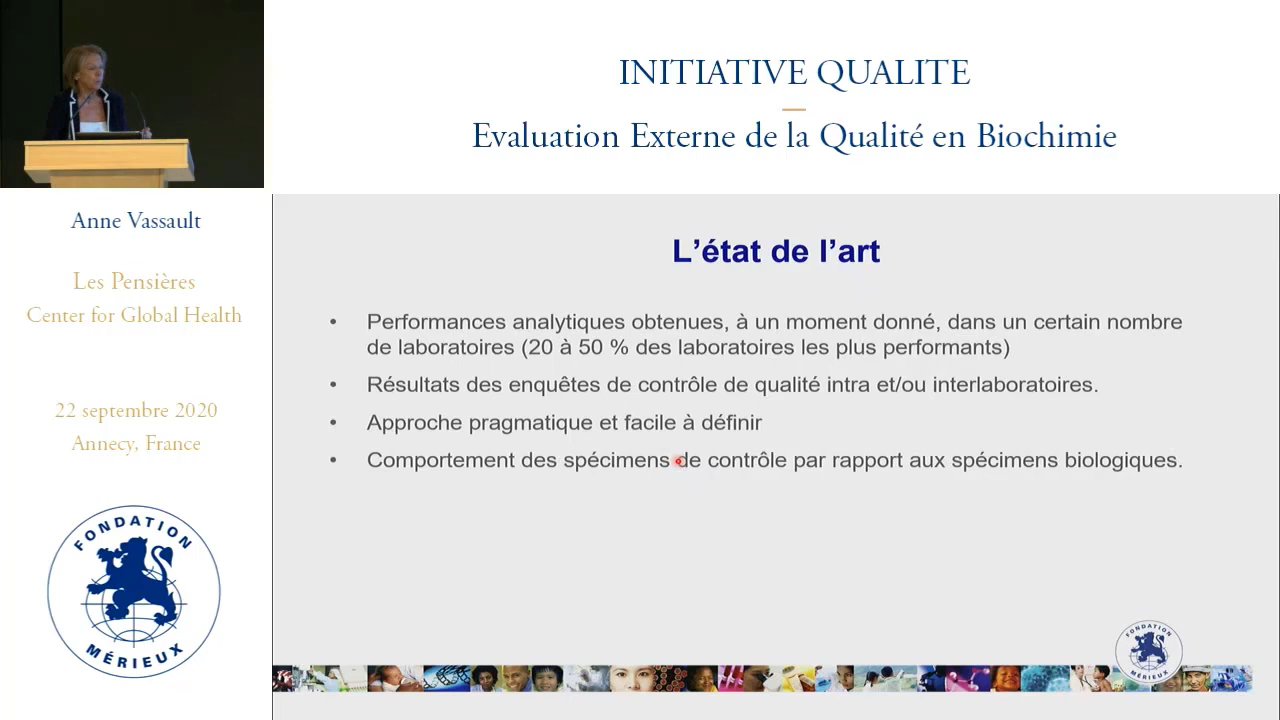 INITIATIVE QUALITE
Evaluation Externe de la Qualité en Biochimie
Anne Vassault
Les Pensières
Center for Global Health
22 septembre 2020
Annecy, France
FONDATION
MÉRIEUX
L'état de l'art
• Performances analytiques obtenues, à un moment donné, dans un certain nombre
de laboratoires (20 à 50 % des laboratoires les plus performants)
• Résultats des enquêtes de contrôle de qualité intra et/ou interlaboratoires.
• Approche pragmatique et facile à définir
• Comportement des spécimens de contrôle par rapport aux spécimens biologiques.
FONDATION
MÉRIEUX